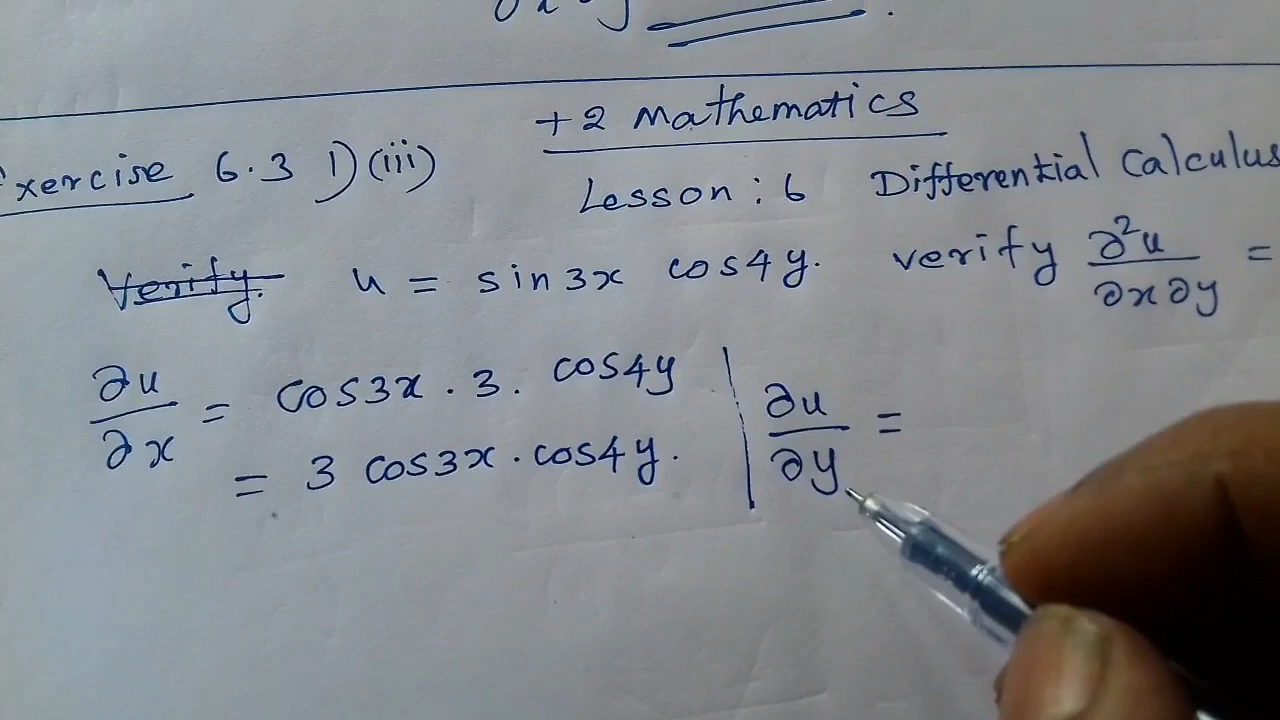 +2 Mathematics
Exercise 6.3 1)(iii)
Lesson : 6 Differential Calculus
Verify. u = sin3x cos4y. verify ∂²u/∂x∂y =
∂u/∂x = cos3x . 3 . cos4y
= 3 cos3x . cos4y.
∂u/∂y =